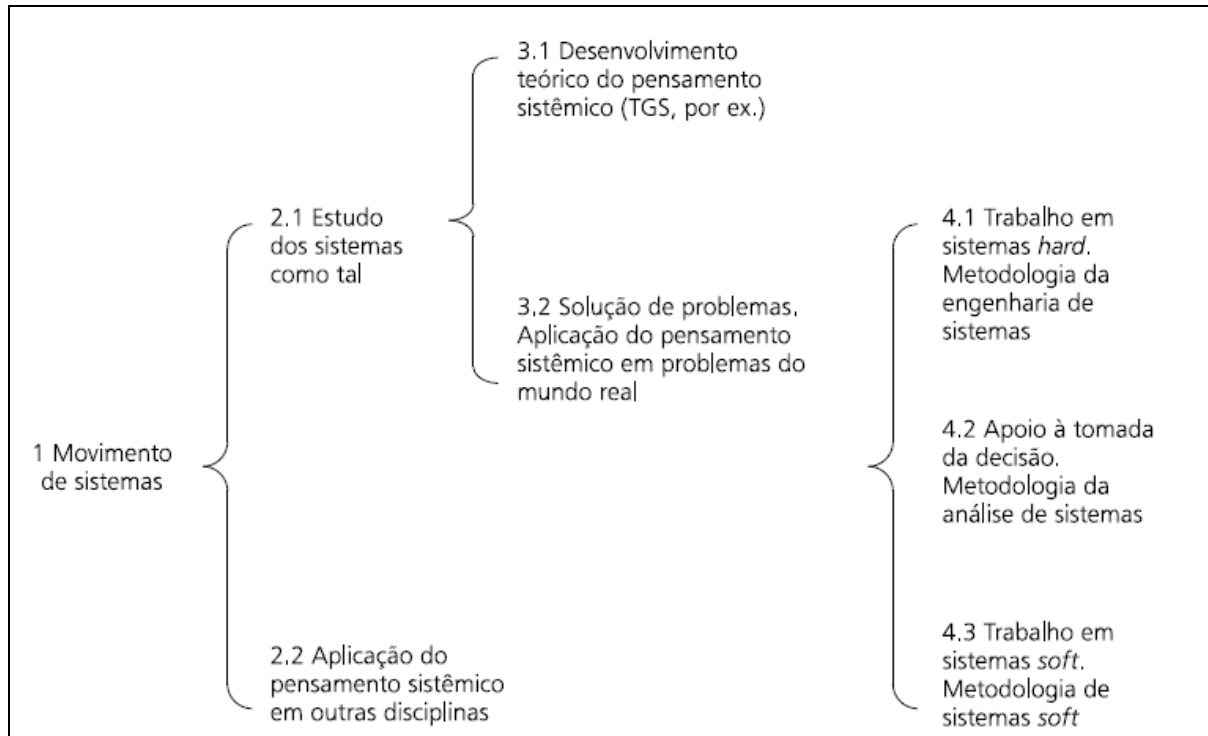 3.1 Desenvolvimento
teórico do pensamento
sistêmico (TGS, por ex.)
2.1 Estudo
dos sistemas
como tal
3.2 Solução de problemas.
Aplicação do pensamento
sistêmico em problemas do
mundo real
4.1 Trabalho em
sistemas hard.
Metodologia da
engenharia de
sistemas
1 Movimento
de sistemas
4.2 Apoio à tomada
da decisão.
Metodologia da
análise de sistemas
2.2 Aplicação do
pensamento sistêmico
em outras disciplinas
4.3 Trabalho em
sistemas soft.
Metodologia de
sistemas soft